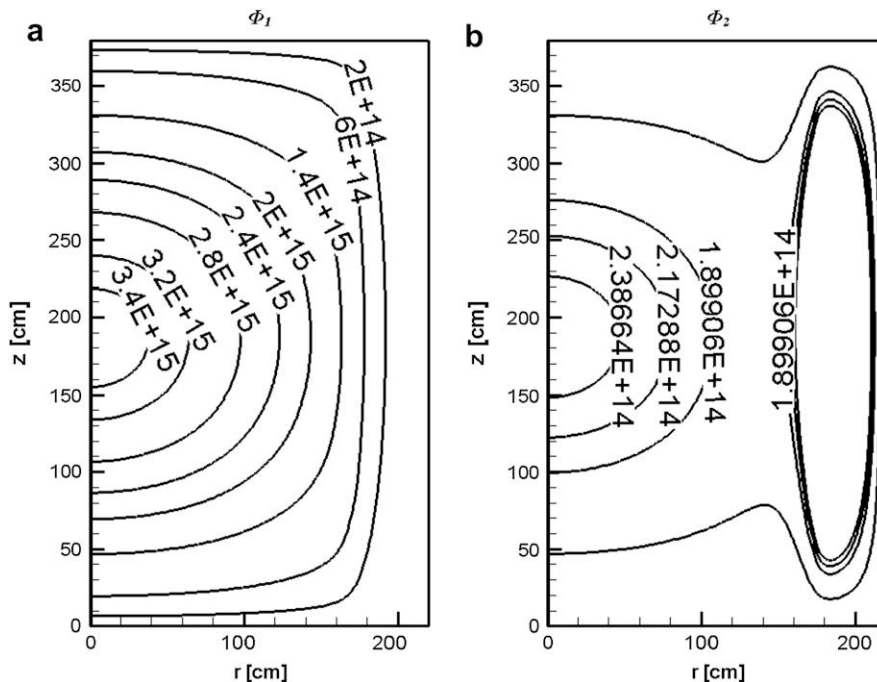 a
Φ1
350
300
250
200
150
100
50
0
z [cm]
0
100
200
r [cm]
2E+14
6E+14
1.4E+15
2E+15
2.4E+15
2.8E+15
3.2E+15
3.4E+15
b
Φ2
350
300
250
200
150
100
50
0
z [cm]
0
100
200
r [cm]
2.38664E+14
2.17288E+14
1.89906E+14
1.89906E+14